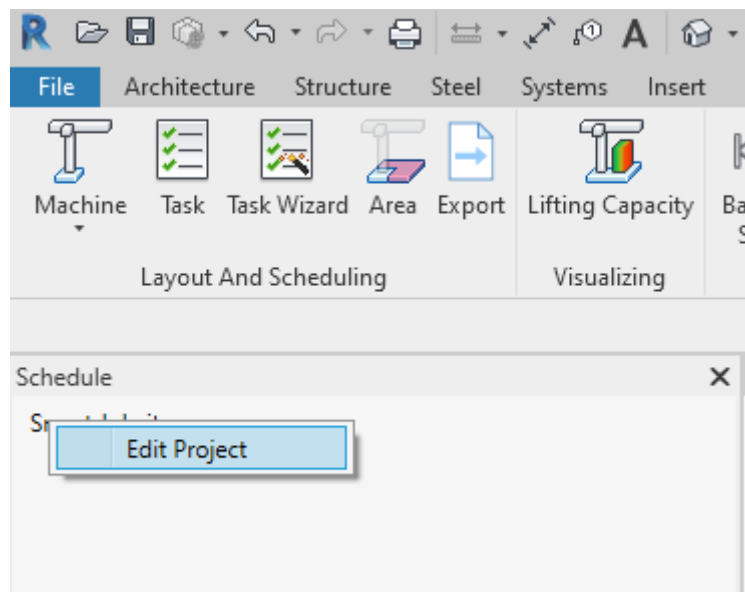 File Architecture Structure Steel Systems Insert
Machine Task Task Wizard Area Export Lifting Capacity
Layout And Scheduling Visualizing
Schedule
Edit Project